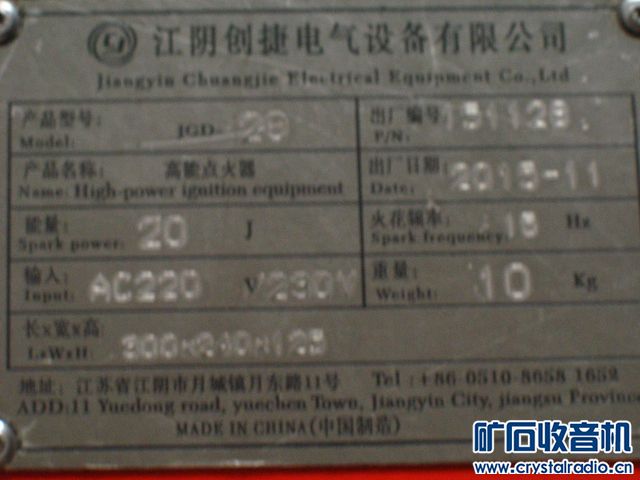 江阴创捷电气设备有限公司
Jiangyin Chuangjie Electrical Equipment Co.,Ltd
产品型号: JGD-20
Model:
出厂编号: 151128
P/N:
产品名称: 高能点火器
Name: High-power ignition equipment
出厂日期: 2015-11
Date:
能量: 20 J
Spark power:
火花频率: Hz
Spark frequency:
输入: AC220 V/230V
Input:
重量: 10 Kg
Weight:
长x宽x高:
LxWxH:
地址: 江苏省江阴市月城镇月东路11号 Tel :+86-0510-8658 1652
ADD:11 Yuedong road, yuechen Town, Jiangyin City, jiangsu Province
MADE IN CHINA(中国制造)
矿石收音机
www.crystalradio.cn